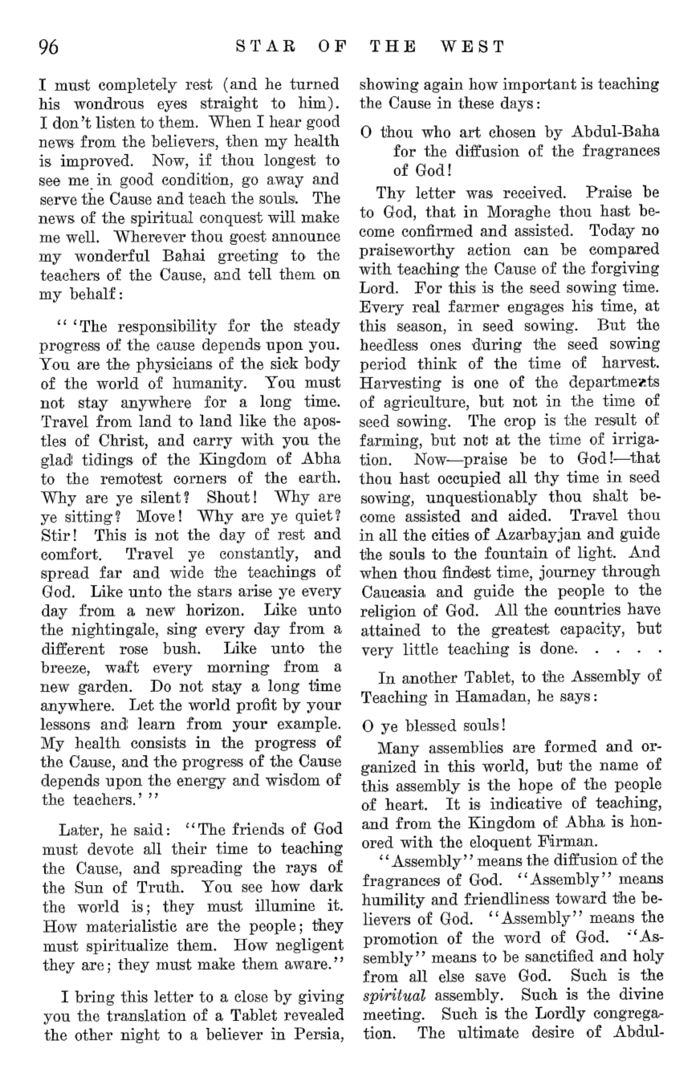 96 STAR OF THE WEST
I must completely rest (and he turned
his wondrous eyes straight to him).
I don't listen to them. When I hear good
news from the believers, then my health
is improved. Now, if thou longest to
see me in good condition, go away and
serve the Cause and teach the souls. The
news of the spiritual conquest will make
me well. Wherever thou goest announce
my wonderful Bahai greeting to the
teachers of the Cause, and tell them on
my behalf:
"'The responsibility for the steady
progress of the cause depends upon you.
You are the physicians of the sick body
of the world of humanity. You must
not stay anywhere for a long time.
Travel from land to land like the apos-
tles of Christ, and carry with you the
glad tidings of the Kingdom of Abha
to the remotest corners of the earth.
Why are ye silent? Shout! Why are
ye sitting? Move! Why are ye quiet?
Stir! This is not the day of rest and
comfort. Travel ye constantly, and
spread far and wide the teachings of
God. Like unto the stars arise ye every
day from a new horizon. Like unto
the nightingale, sing every day from a
different rose bush. Like unto the
breeze, waft every morning from a
new garden. Do not stay a long time
anywhere. Let the world profit by your
lessons and learn from your example.
My health consists in the progress of
the Cause, and the progress of the Cause
depends upon the energy and wisdom of
the teachers.'"
Later, he said: "The friends of God
must devote all their time to teaching
the Cause, and spreading the rays of
the Sun of Truth. You see how dark
the world is; they must illumine it.
How materialistic are the people; they
must spiritualize them. How negligent
they are; they must make them aware."
I bring this letter to a close by giving
you the translation of a Tablet revealed
the other night to a believer in Persia,
showing again how important is teaching
the Cause in these days:
O thou who art chosen by Abdul-Baha
for the diffusion of the fragrances
of God!
Thy letter was received. Praise be
to God, that in Moraghe thou hast be-
come confirmed and assisted. Today no
praiseworthy action can be compared
with teaching the Cause of the forgiving
Lord. For this is the seed sowing time.
Every real farmer engages his time, at
this season, in seed sowing. But the
heedless ones during the seed sowing
period think of the time of harvest.
Harvesting is one of the departments
of agriculture, but not in the time of
seed sowing. The crop is the result of
farming, but not at the time of irriga-
tion. Now—praise be to God!—that
thou hast occupied all thy time in seed
sowing, unquestionably thou shalt be-
come assisted and aided. Travel thou
in all the cities of Azarbayjan and guide
the souls to the fountain of light. And
when thou findest time, journey through
Caucasia and guide the people to the
religion of God. All the countries have
attained to the greatest capacity, but
very little teaching is done. . . . .
In another Tablet, to the Assembly of
Teaching in Hamadan, he says:
O ye blessed souls!
Many assemblies are formed and or-
ganized in this world, but the name of
this assembly is the hope of the people
of heart. It is indicative of teaching,
and from the Kingdom of Abha is hon-
ored with the eloquent Firman.
"Assembly" means the diffusion of the
fragrances of God. "Assembly" means
humility and friendliness toward the be-
lievers of God. "Assembly" means the
promotion of the word of God. "As-
sembly" means to be sanctified and holy
from all else save God. Such is the
spiritual assembly. Such is the divine
meeting. Such is the Lordly congrega-
tion. The ultimate desire of Abdul-